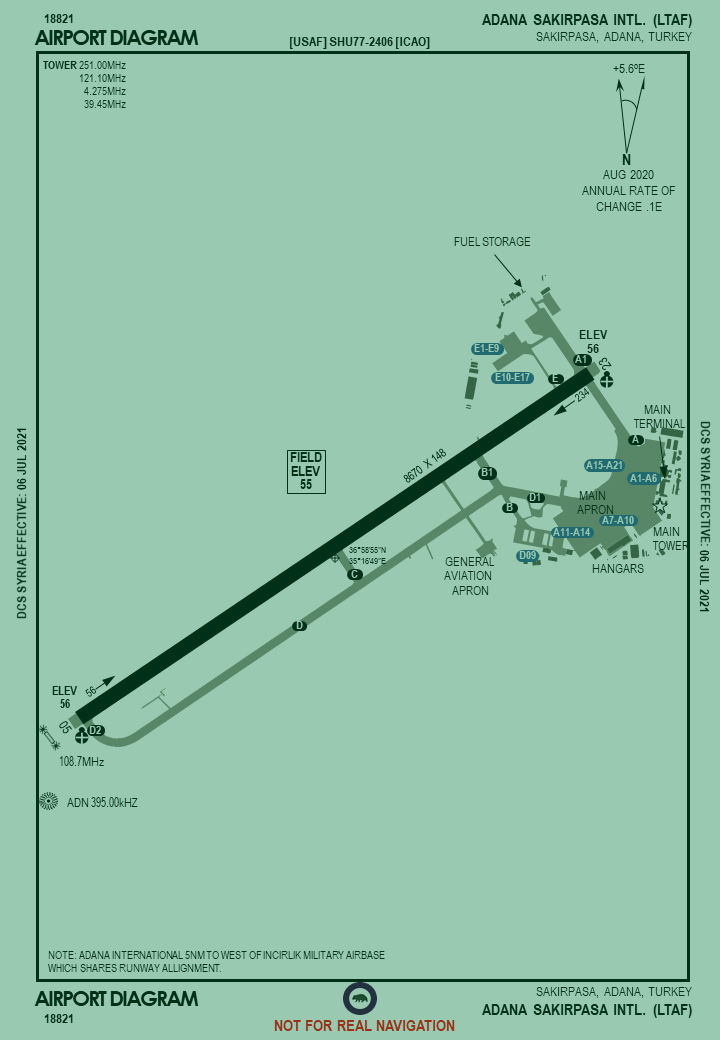 18821
AIRPORT DIAGRAM
[USAF] SHU77-2406 [ICAO]
ADANA SAKIRPASA INTL. (LTAF)
SAKIRPASA, ADANA, TURKEY
TOWER 251.00MHz
121.10MHz
4.275MHz
39.45MHz
+5.6ºE
N
AUG 2020
ANNUAL RATE OF
CHANGE .1E
FUEL STORAGE
ELEV
56
E1-E9
A1
23
E10-E17
E
234
MAIN
TERMINAL
A
8670 X 148
FIELD
ELEV
55
A15-A21
B1
A1-A6
D1
MAIN
APRON
B
A7-A10
A11-A14
MAIN
TOWER
D09
HANGARS
GENERAL
AVIATION
APRON
36°58'55"N
35°16'49"E
C
D
DCS SYRIA EFFECTIVE: 06 JUL 2021
DCS SYRIA EFFECTIVE: 06 JUL 2021
ELEV
56
56
05
D2
108.7MHz
ADN 395.00kHZ
NOTE: ADANA INTERNATIONAL 5NM TO WEST OF INCIRLIK MILITARY AIRBASE
WHICH SHARES RUNWAY ALLIGNMENT.
AIRPORT DIAGRAM
18821
NOT FOR REAL NAVIGATION
SAKIRPASA, ADANA, TURKEY
ADANA SAKIRPASA INTL. (LTAF)